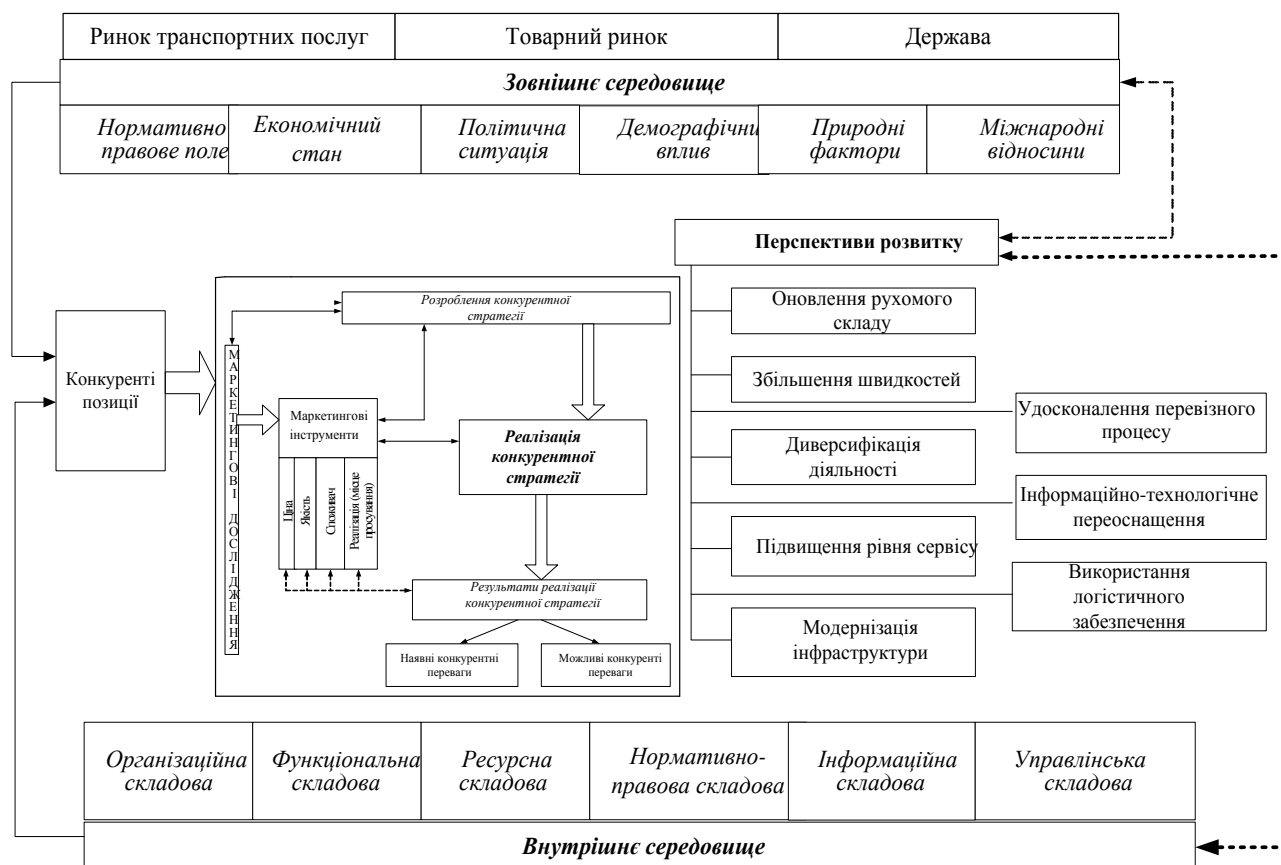 Ринок транспортних послуг
Товарний ринок
Держава
Зовнішнє середовище
Нормативно
правове поле
Економічний
стан
Політична
ситуація
Демографічни
вплив
Природні
фактори
Міжнародні
відносини
Перспективи розвитку
Конкуренті
позиції
МАРКЕТИНГОВІ ДОСЛІДЖЕННЯ
Розроблення конкурентної
стратегії
Маркетингові
інструменти
Ціна
Якість
Споживач
Реалізація (місце
просування)
Реалізація
конкурентної
стратегії
Результати реалізації
конкурентної стратегії
Наявні конкурентні
переваги
Можливі конкуренті
переваги
Оновлення рухомого
складу
Збільшення швидкостей
Удосконалення перевізного
процесу
Диверсифікація
діяльності
Інформаційно-технологічне
переоснащення
Підвищення рівня сервісу
Використання
логістичного
забезпечення
Модернізація
інфраструктури
Організаційна
складова
Функціональна
складова
Ресурсна
складова
Нормативно-
правова складова
Інформаційна
складова
Управлінська
складова
Внутрішнє середовище